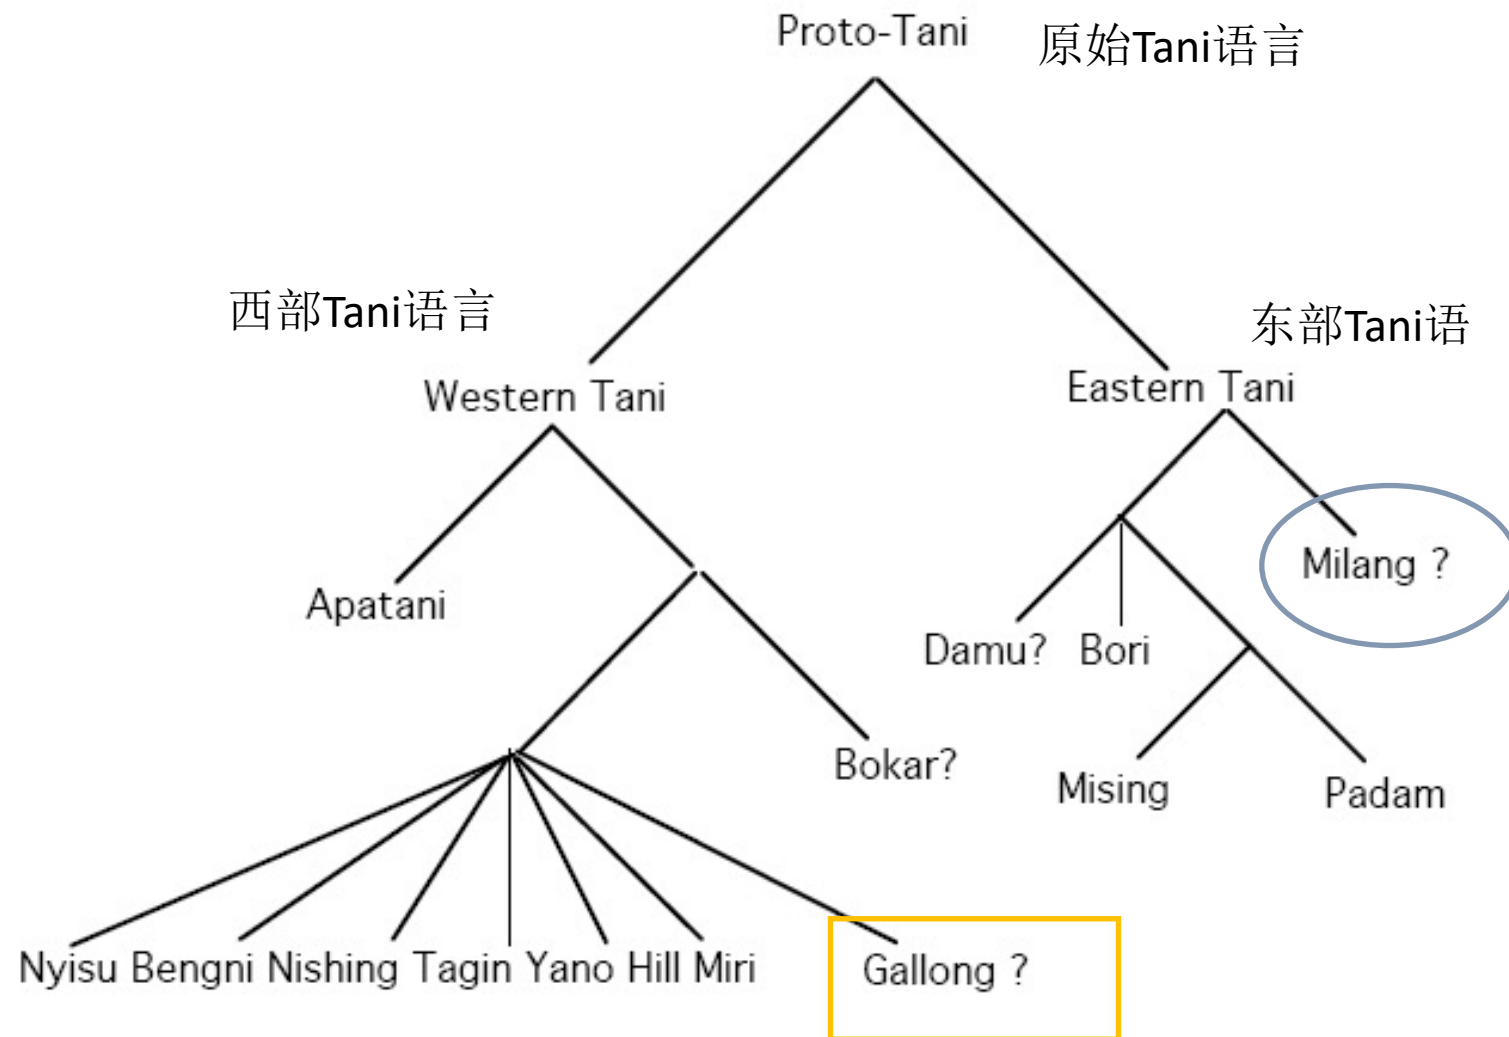 Proto-Tani
原始Tani语言
西部Tani语言
东部Tani语
Western Tani
Eastern Tani
Apatani
Milang ?
Damu?
Bori
Bokar?
Mising
Padam
Nyisu Bengni Nishing Tagin Yano Hill Miri
Gallong ?